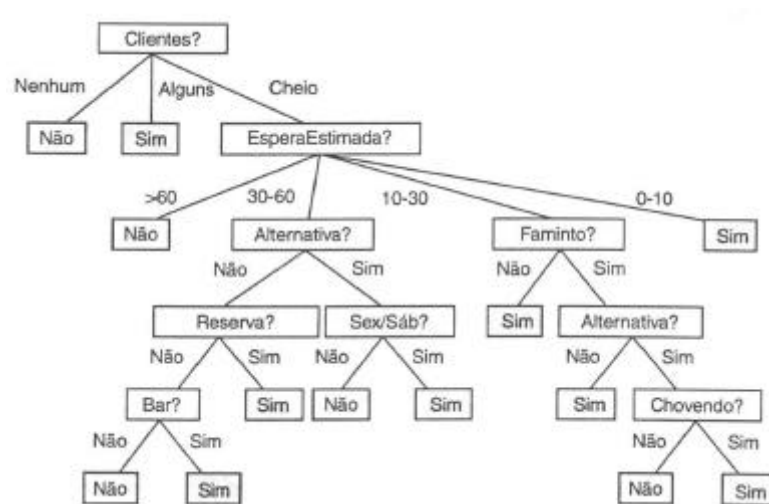 Clientes?
Nenhum Alguns Cheio
Não Sim EsperaEstimada?
>60 30-60 10-30 0-10
Não Alternativa? Faminto? Sim
Não Sim Não Sim
Reserva? Sex/Sáb? Sim Alternativa?
Não Sim Não Sim Não Sim
Bar? Sim Não Sim Sim Chovendo?
Não Sim Não Sim
Não Sim Não Sim